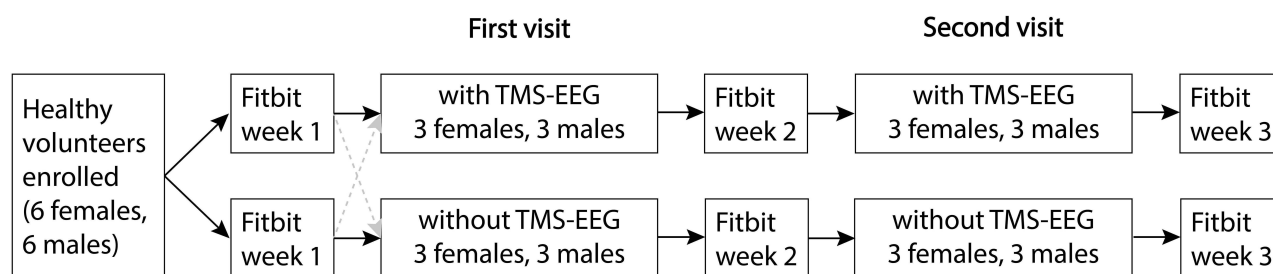 First visit
Second visit
Healthy
volunteers
enrolled
(6 females,
6 males)
Fitbit
week 1
with TMS-EEG
3 females, 3 males
Fitbit
week 2
with TMS-EEG
3 females, 3 males
Fitbit
week 3
Fitbit
week 1
without TMS-EEG
3 females, 3 males
Fitbit
week 2
without TMS-EEG
3 females, 3 males
Fitbit
week 3